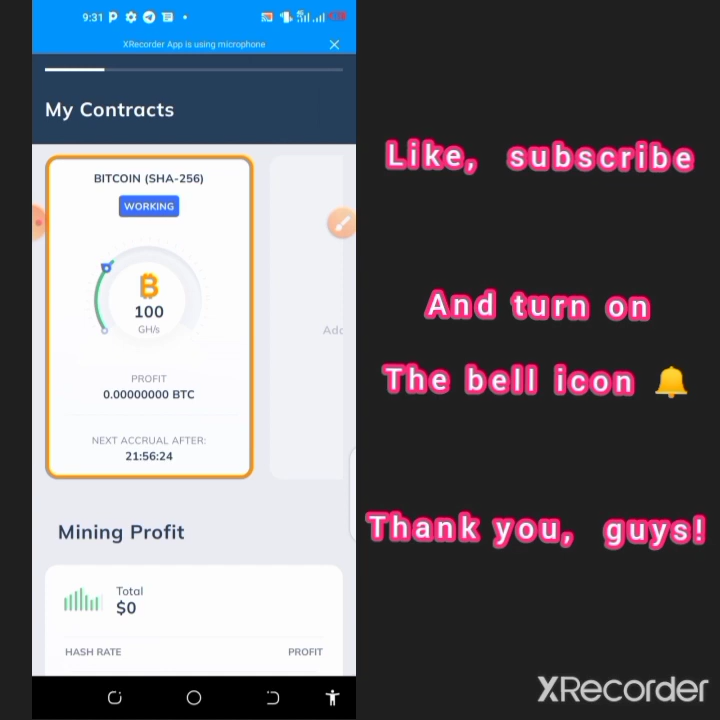 9:31
XRecorder App is using microphone
My Contracts
BITCOIN (SHA-256)
WORKING
100
GH/s
PROFIT
0.00000000 BTC
NEXT ACCRUAL AFTER:
21:56:24
Mining Profit
Total
$0
HASH RATE PROFIT
Like, subscribe
And turn on
The bell icon 🔔
Thank you, guys!
XRecorder